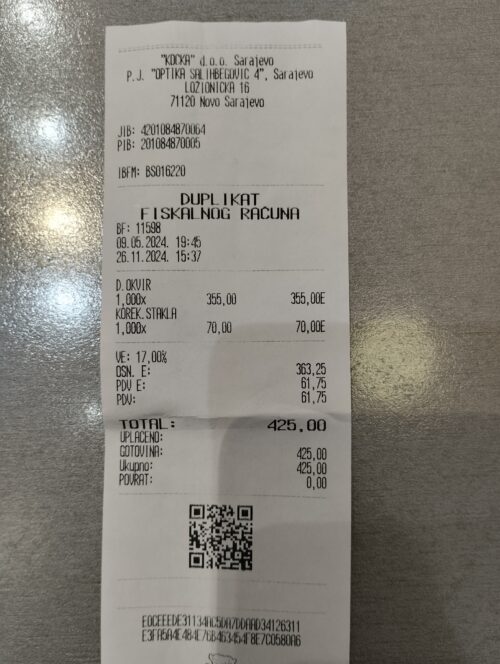 "KOCKA" d.o.o. Sarajevo
P.J. "OPTIKA SALIHBEGOVIC 4", Sarajevo
LOŽIONIČKA 16
71120 Novo Sarajevo
JIB: 4201084870064
PIB: 201084870005
IBFM: BS016220
DUPLIKAT
FISKALNOG RAČUNA
BF: 11598
09.05.2024. 19:45
26.11.2024. 15:37
D.OKVIR
1,000x 355,00 355,00E
KOREK.STAKLA
1,000x 70,00 70,00E
VE: 17,00%
OSN. E: 363,25
PDV E: 61,75
PDV: 61,75
TOTAL: 425,00
UPLAĆENO:
GOTOVINA: 425,00
Ukupno: 425,00
POVRAT: 0,00